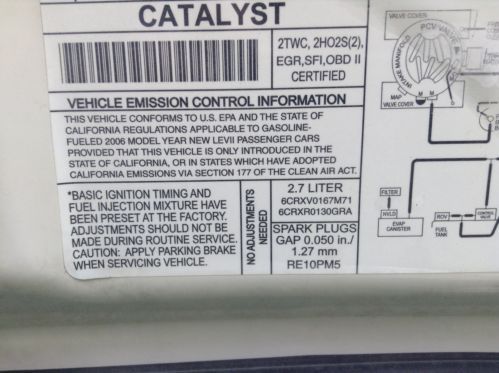 CATALYST
2TWC, 2HO2S(2),
EGR,SFI,OBD II
CERTIFIED
VEHICLE EMISSION CONTROL INFORMATION
THIS VEHICLE CONFORMS TO U.S. EPA AND THE STATE OF
CALIFORNIA REGULATIONS APPLICABLE TO GASOLINE-
FUELED 2006 MODEL YEAR NEW LEVII PASSENGER CARS
PROVIDED THAT THIS VEHICLE IS ONLY INTRODUCED IN THE
STATE OF CALIFORNIA, OR IN STATES WHICH HAVE ADOPTED
CALIFORNIA EMISSIONS VIA SECTION 177 OF THE CLEAN AIR ACT.
*BASIC IGNITION TIMING AND
FUEL INJECTION MIXTURE HAVE
BEEN PRESET AT THE FACTORY.
ADJUSTMENTS SHOULD NOT BE
MADE DURING ROUTINE SERVICE.
CAUTION: APPLY PARKING BRAKE
WHEN SERVICING VEHICLE.
NO ADJUSTMENTS
NEEDED
2.7 LITER
6CRXV0167M71
6CRXR0130GRA
SPARK PLUGS
GAP 0.050 in./
1.27 mm
RE10PM5
VALVE COVER
PCV VALVE
INTAKE MANIFOLD
MAP
M M
VALVE COVER
FILTER
NVLD
EVAP
CANISTER
ROV
FUEL
TANK
CONTROL
VALVE